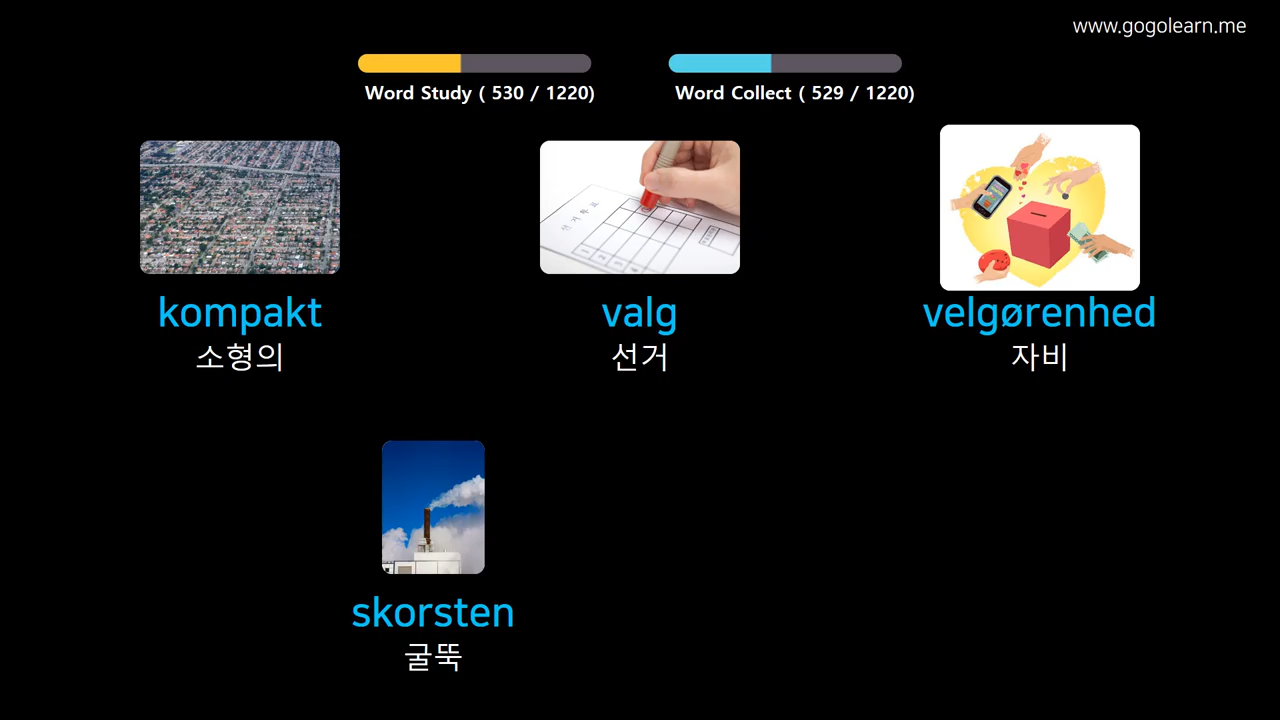 www.gogolearn.me
Word Study ( 530 / 1220)
Word Collect ( 529 / 1220)
kompakt
소형의
valg
선거
velgørenhed
자비
skorsten
굴뚝